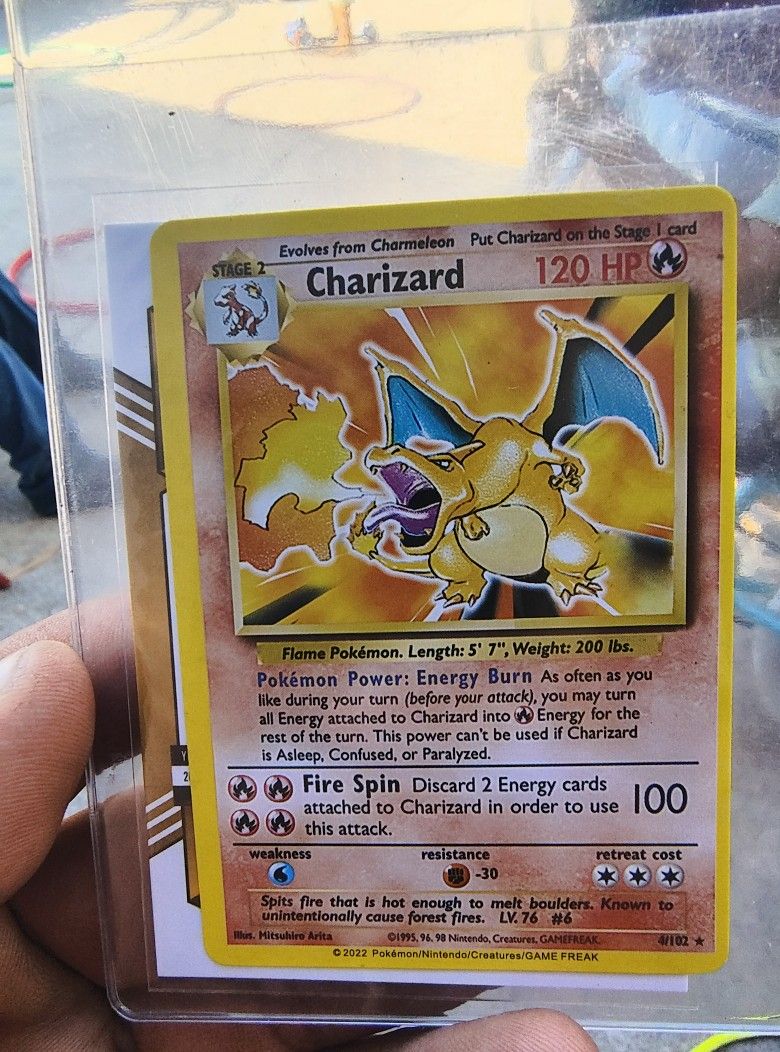 Evolves from Charmeleon Put Charizard on the Stage 1 card
STAGE 2
Charizard 120 HP
Flame Pokémon. Length: 5' 7", Weight: 200 lbs.
Pokémon Power: Energy Burn As often as you
like during your turn (before your attack), you may turn
all Energy attached to Charizard into Energy for the
rest of the turn. This power can't be used if Charizard
is Asleep, Confused, or Paralyzed.
Fire Spin Discard 2 Energy cards
attached to Charizard in order to use
this attack.
100
weakness resistance retreat cost
-30
Spits fire that is hot enough to melt boulders. Known to
unintentionally cause forest fires. LV. 76 #6
Illus. Mitsuhiro Arita ©1995, 96, 98 Nintendo, Creatures, GAMEFREAK. 4/102 ★
© 2022 Pokémon/Nintendo/Creatures/GAME FREAK